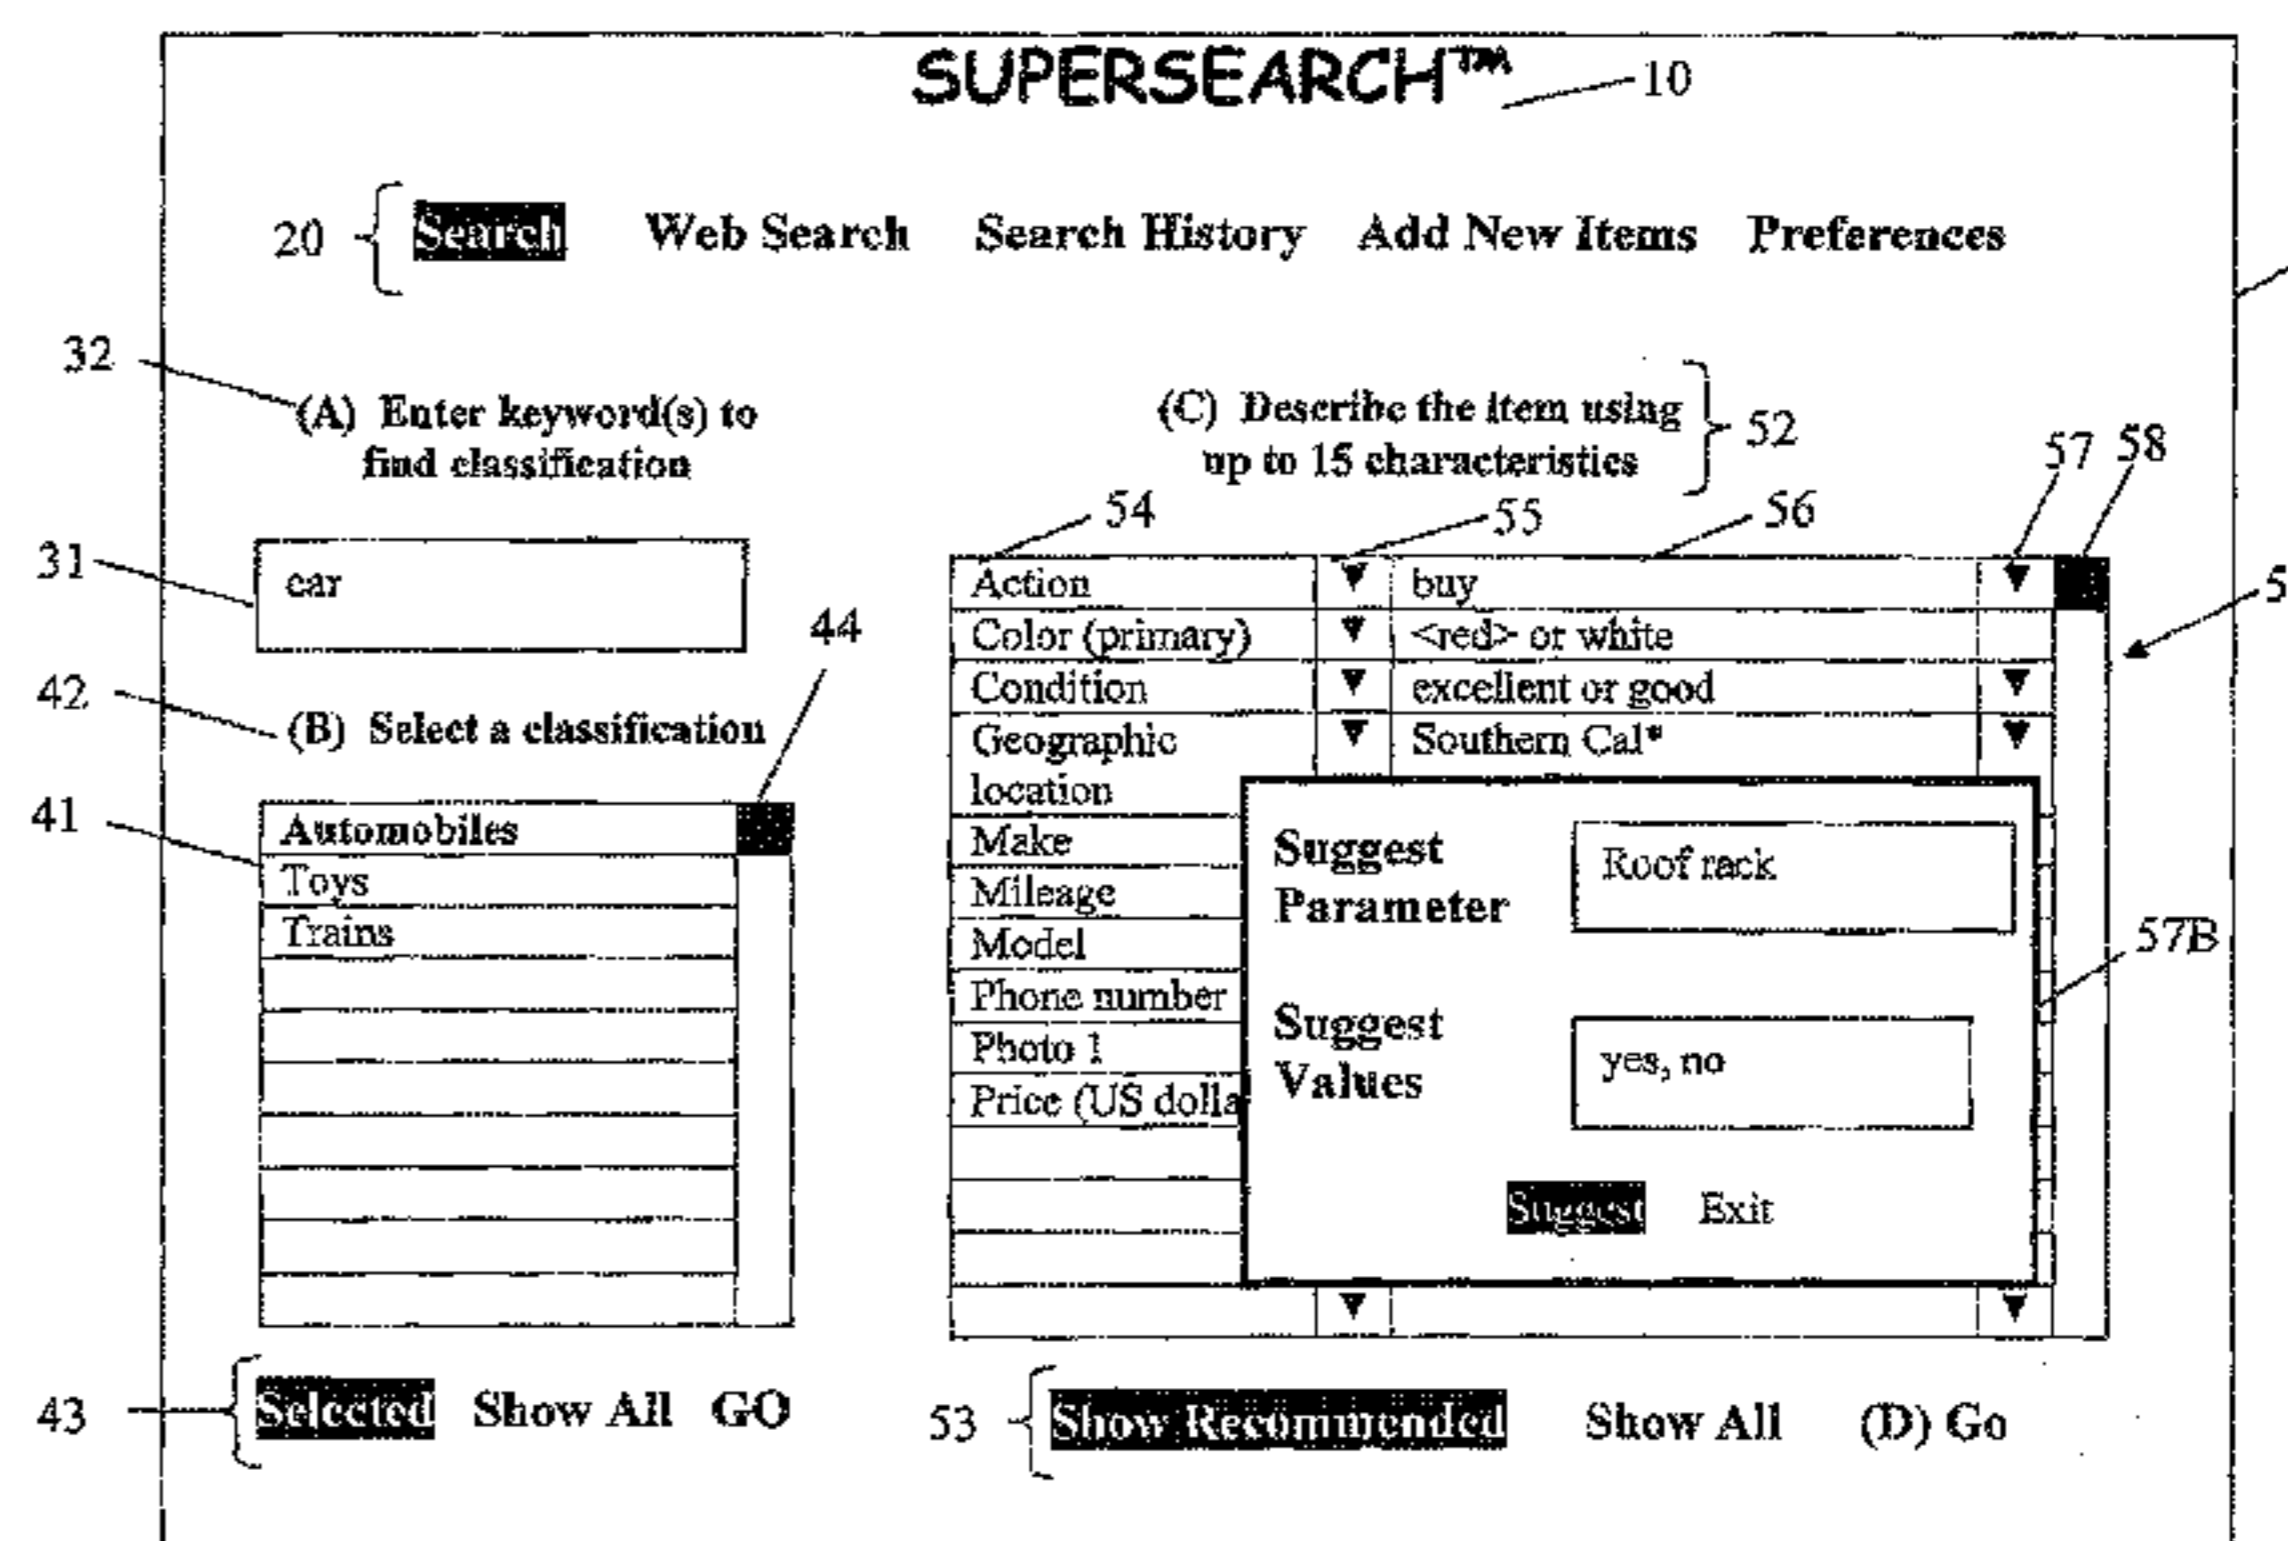 SUPERSEARCH™ 10
20 Search Web Search Search History Add New Items Preferences
32
(A) Enter keyword(s) to
find classification
(C) Describe the item using
up to 15 characteristics
52
57 58
54 55 56
31 car
44
42
(B) Select a classification
41
Automobiles
Toys
Trains
Action ▼ buy ▼
Color (primary) ▼ <red> or white
Condition ▼ excellent or good ▼
Geographic ▼ Southern Cal* ▼
location
Make
Mileage
Model
Phone number
Photo 1
Price (US dolla
▼ ▼
5
Suggest
Parameter
Roof rack
57B
Suggest
Values
yes, no
Suggest Exit
43 Selected Show All GO
53 Show Recommended Show All (D) Go